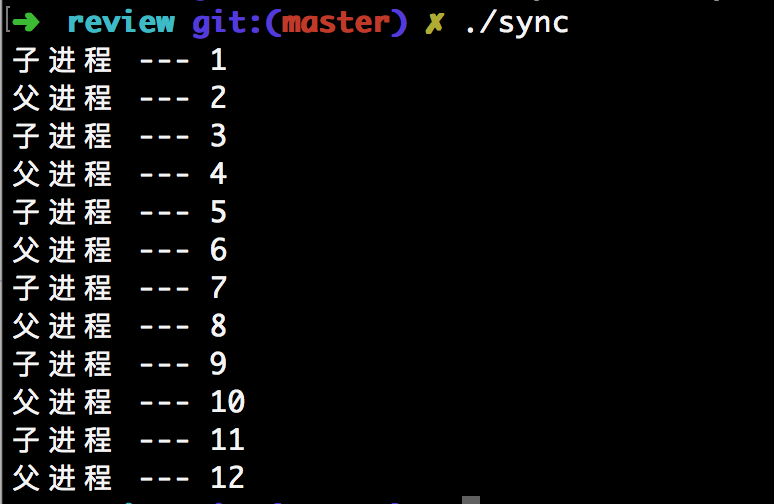 ➜ review git:(master) ✗ ./sync
子进程 --- 1
父进程 --- 2
子进程 --- 3
父进程 --- 4
子进程 --- 5
父进程 --- 6
子进程 --- 7
父进程 --- 8
子进程 --- 9
父进程 --- 10
子进程 --- 11
父进程 --- 12